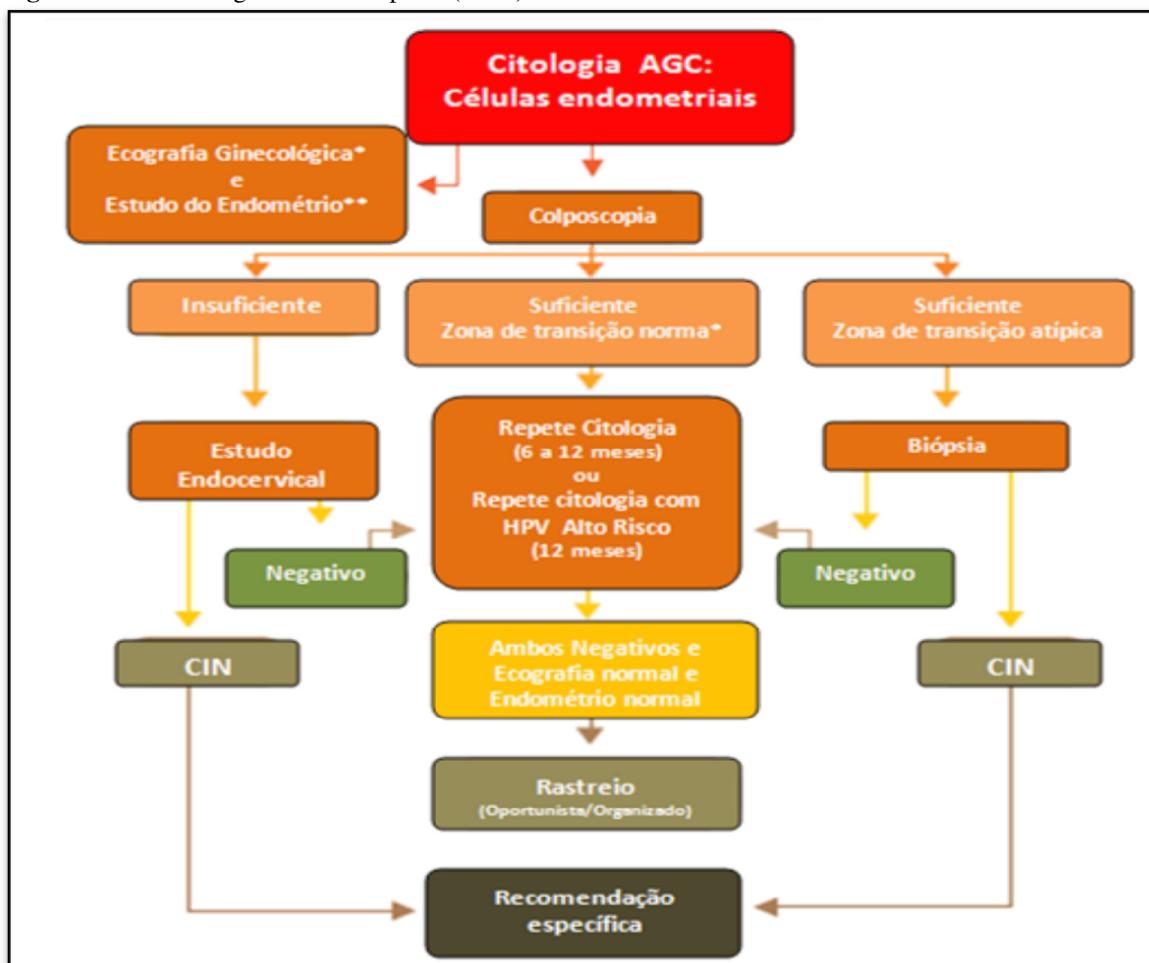 Citologia AGC:
Células endometriais
Ecografia Ginecológica*
e
Estudo do Endométrio**
Colposcopia
Insuficiente
Suficiente
Zona de transição norma*
Suficiente
Zona de transição atípica
Estudo
Endocervical
Repete Citologia
(6 a 12 meses)
ou
Repete citologia com
HPV Alto Risco
(12 meses)
Biópsia
Negativo
Negativo
CIN
Ambos Negativos e
Ecografia normal e
Endométrio normal
CIN
Rastreio
(Oportunista/Organizado)
Recomendação
específica